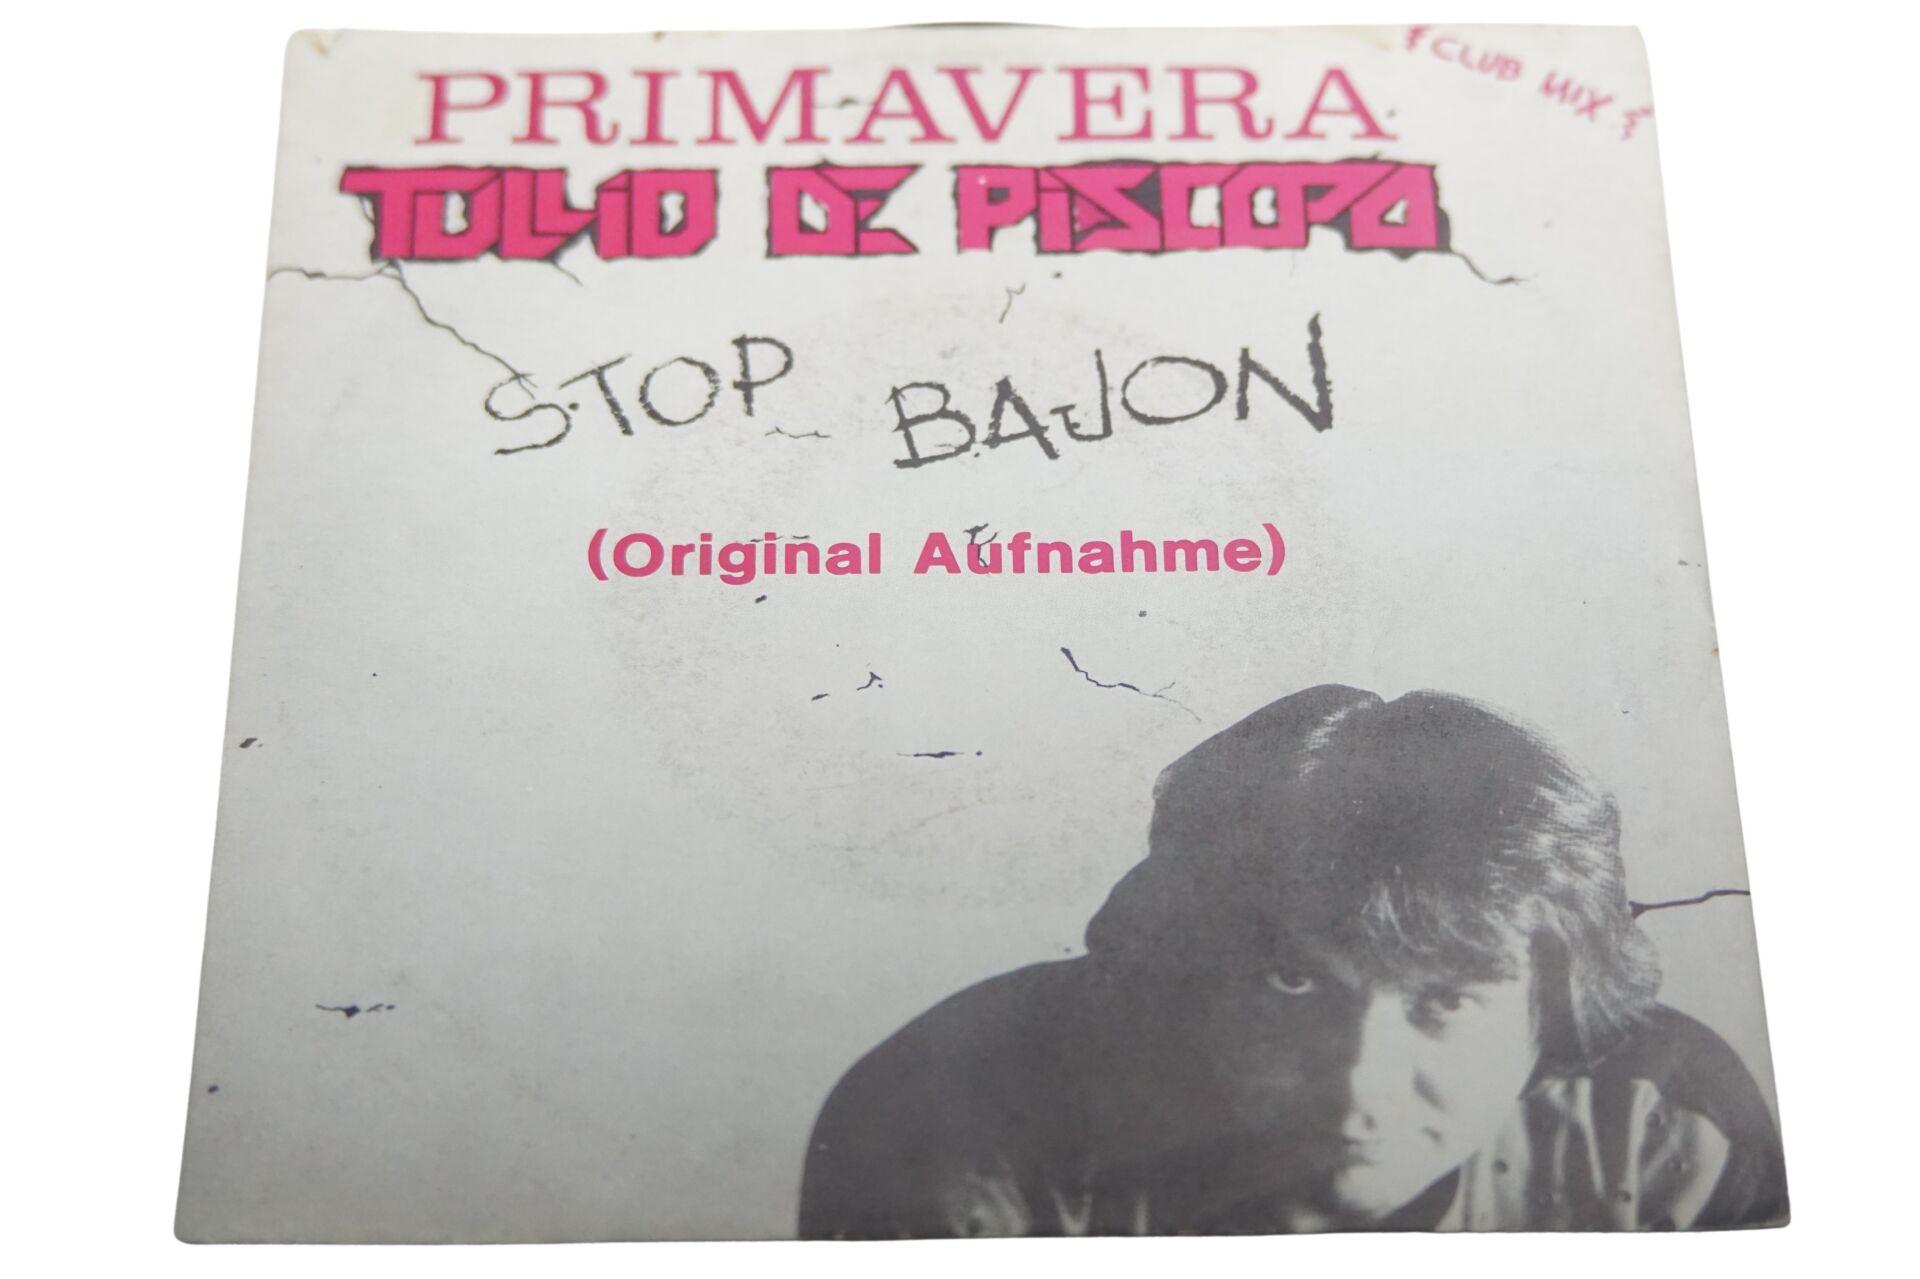 PRIMAVERA
CLUB MIX
TULLIO DE PISCOPO
STOP BAJON
(Original Aufnahme)